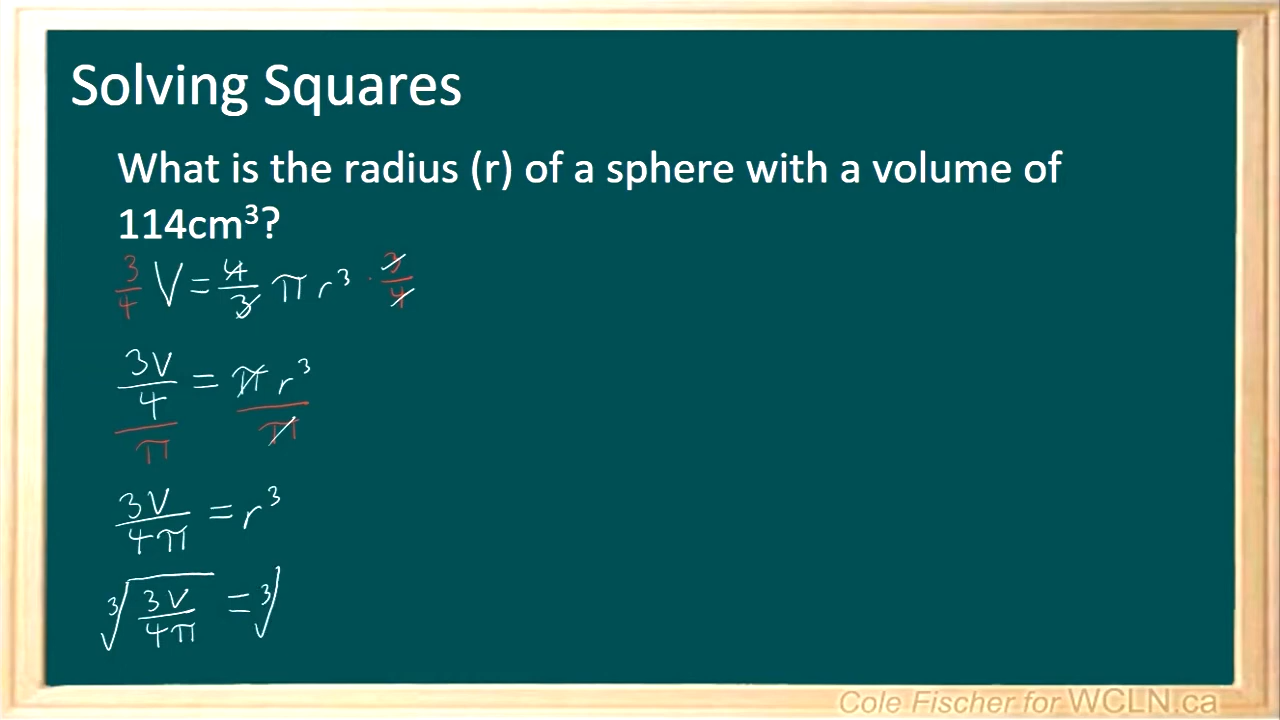 Solving Squares
What is the radius (r) of a sphere with a volume of
114cm³?
3/4 V = 4/3 π r³ · 3/4
3V/4/π = π r³/π
3V/4π = r³
∛(3V/4π) = ∛
Cole Fischer for WCLN.ca